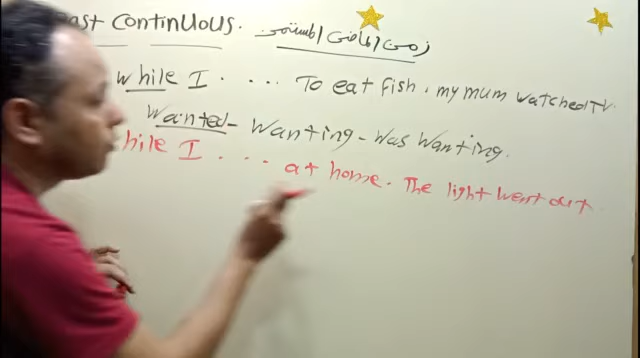 ast Continuous. زمن الماضي المستمر
while I . ... To eat fish, my mum watched TV.
wanted - wanting - was wanting.
hile I ... at home. The light went out